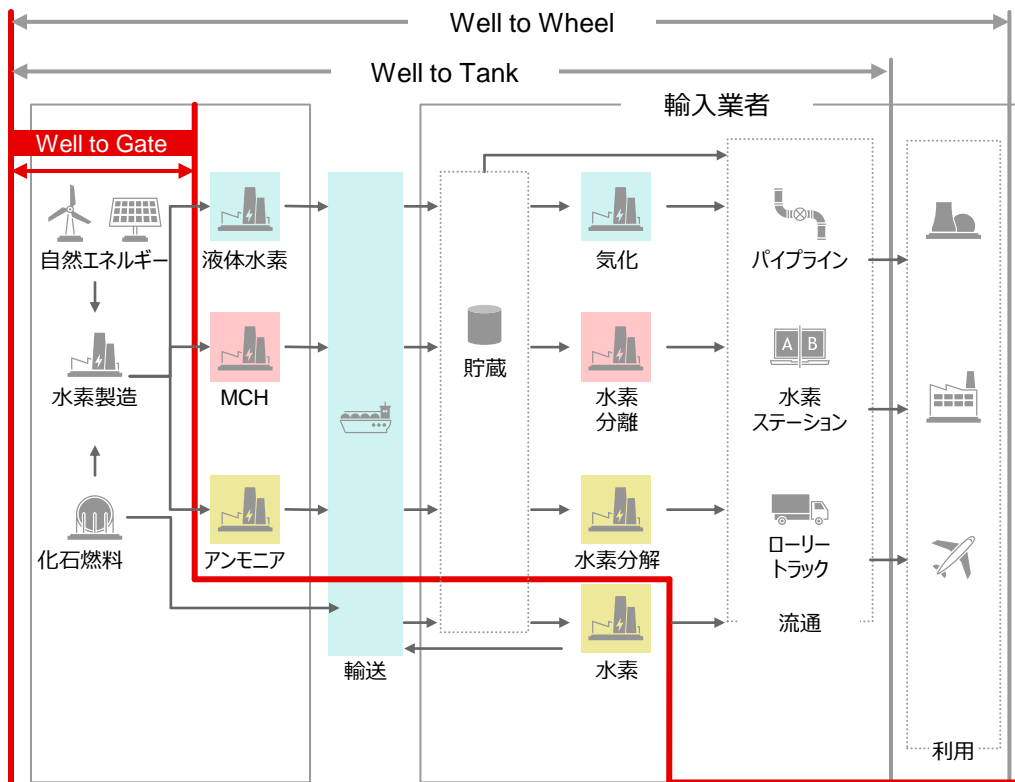 Well to Wheel
Well to Tank
輸入業者
Well to Gate
自然エネルギー
液体水素
気化
パイプライン
貯蔵
水素製造
MCH
水素
分離
水素
ステーション
A B
化石燃料
アンモニア
水素分解
ローリー
トラック
流通
輸送
水素
利用